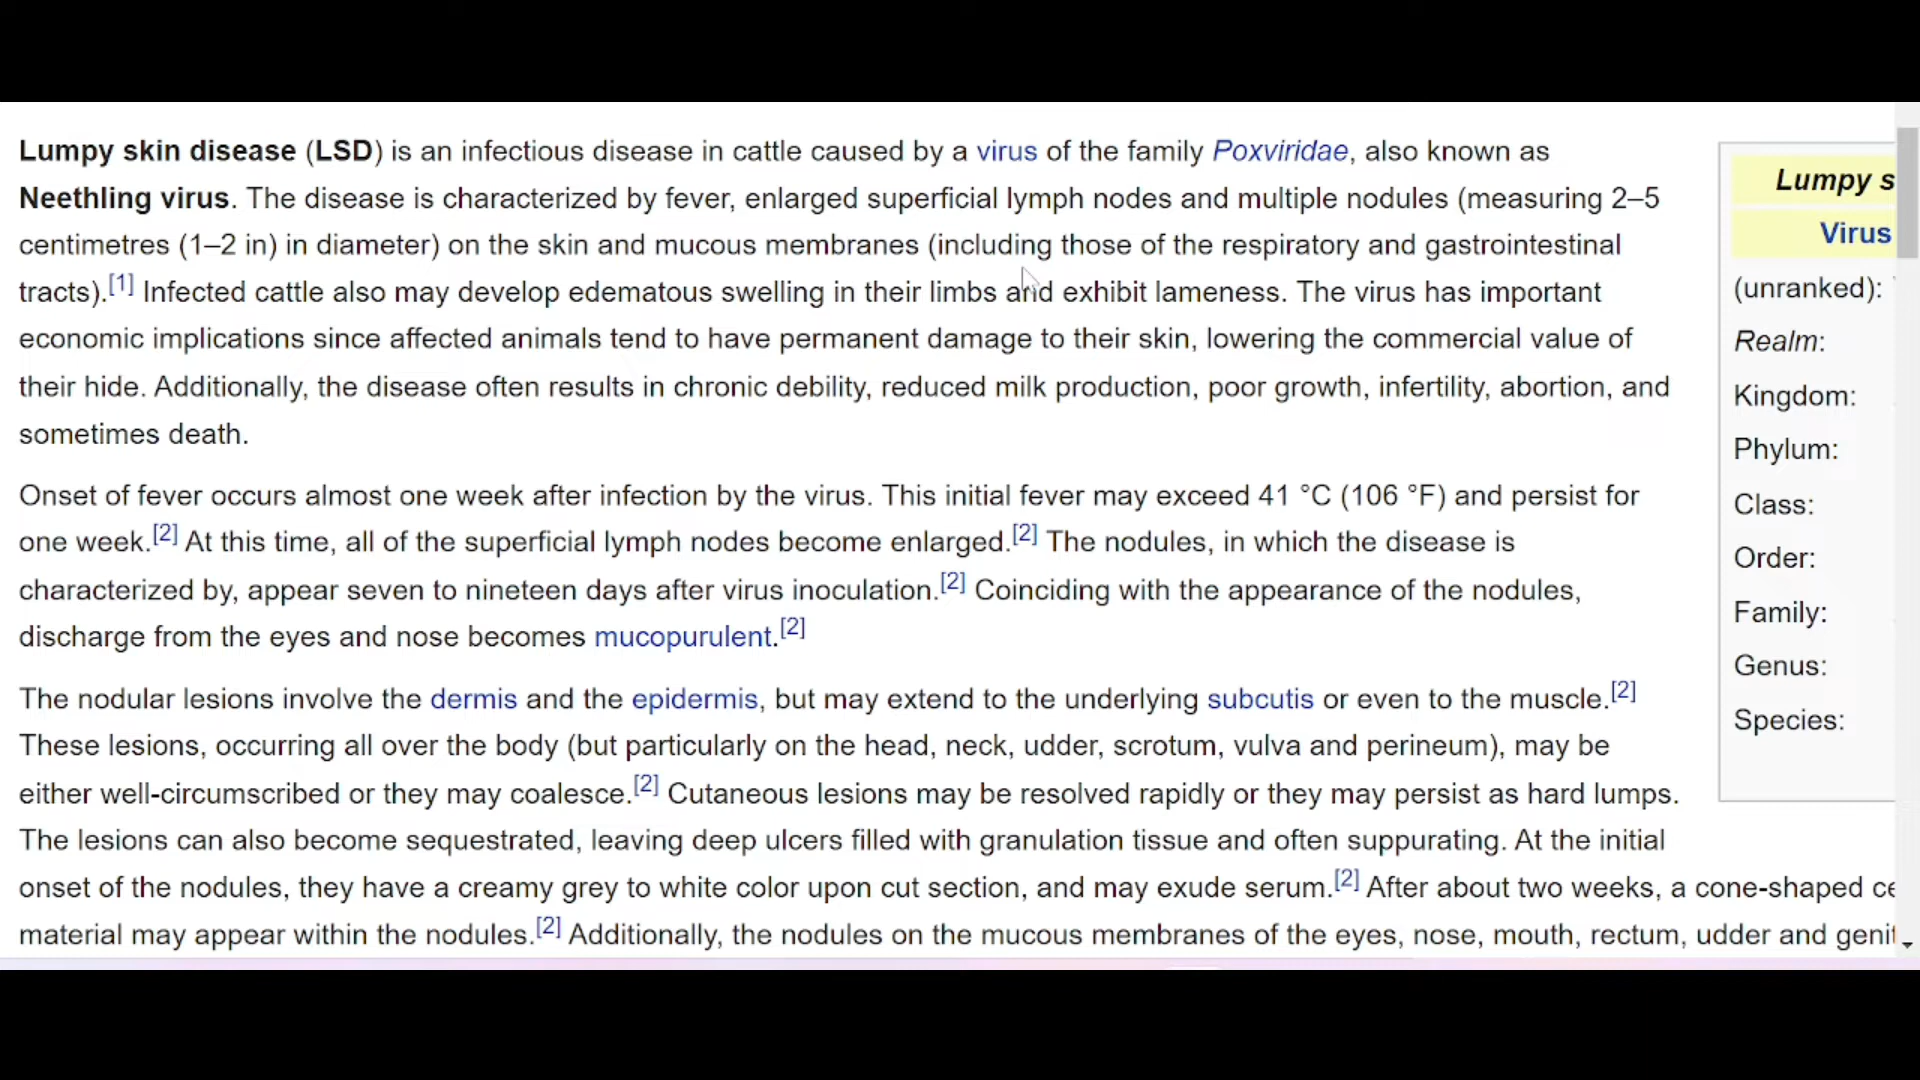 Lumpy skin disease (LSD) is an infectious disease in cattle caused by a virus of the family Poxviridae, also known as
Neethling virus. The disease is characterized by fever, enlarged superficial lymph nodes and multiple nodules (measuring 2–5
centimetres (1–2 in) in diameter) on the skin and mucous membranes (including those of the respiratory and gastrointestinal
tracts).[1] Infected cattle also may develop edematous swelling in their limbs and exhibit lameness. The virus has important
economic implications since affected animals tend to have permanent damage to their skin, lowering the commercial value of
their hide. Additionally, the disease often results in chronic debility, reduced milk production, poor growth, infertility, abortion, and
sometimes death.
Onset of fever occurs almost one week after infection by the virus. This initial fever may exceed 41 °C (106 °F) and persist for
one week.[2] At this time, all of the superficial lymph nodes become enlarged.[2] The nodules, in which the disease is
characterized by, appear seven to nineteen days after virus inoculation.[2] Coinciding with the appearance of the nodules,
discharge from the eyes and nose becomes mucopurulent.[2]
The nodular lesions involve the dermis and the epidermis, but may extend to the underlying subcutis or even to the muscle.[2]
These lesions, occurring all over the body (but particularly on the head, neck, udder, scrotum, vulva and perineum), may be
either well-circumscribed or they may coalesce.[2] Cutaneous lesions may be resolved rapidly or they may persist as hard lumps.
The lesions can also become sequestrated, leaving deep ulcers filled with granulation tissue and often suppurating. At the initial
onset of the nodules, they have a creamy grey to white color upon cut section, and may exude serum.[2] After about two weeks, a cone-shaped ce
material may appear within the nodules.[2] Additionally, the nodules on the mucous membranes of the eyes, nose, mouth, rectum, udder and genit
Lumpy s
Virus
(unranked):
Realm:
Kingdom:
Phylum:
Class:
Order:
Family:
Genus:
Species: